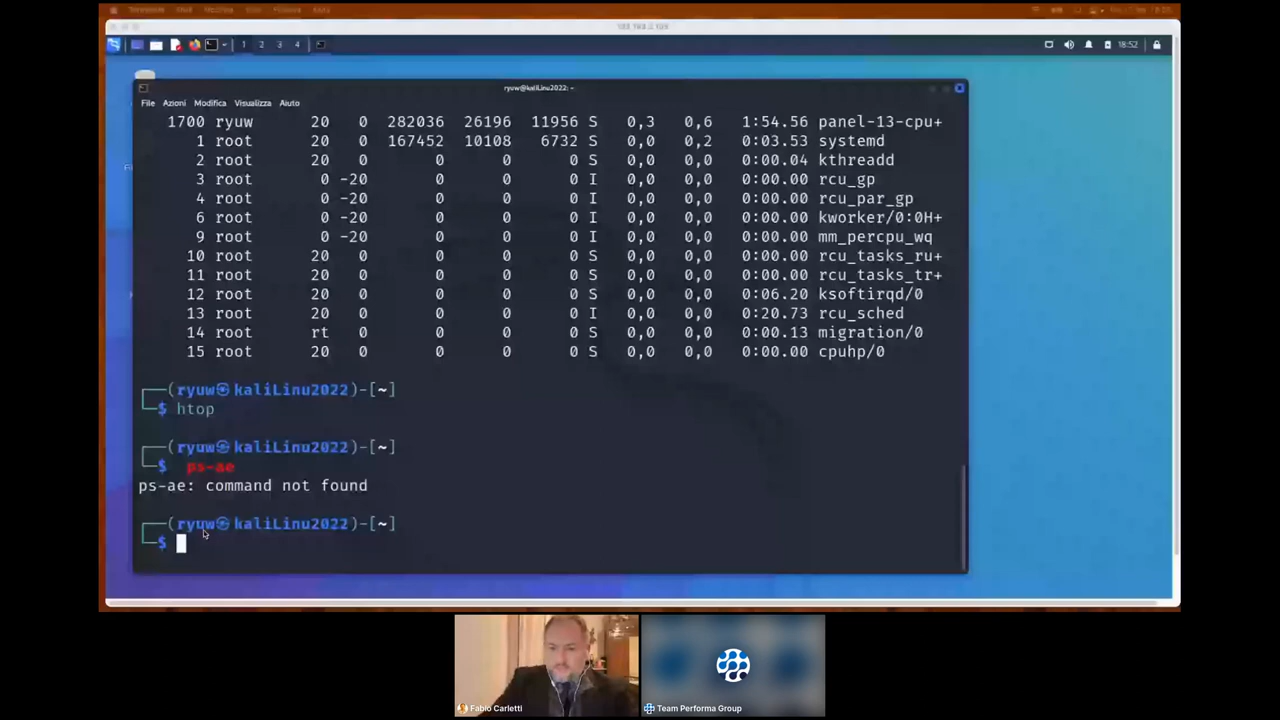 1 2 3 4
18:52
ryuw@kaliLinu2022: ~
File Azioni Modifica Visualizza Aiuto
1700 ryuw 20 0 282036 26196 11956 S 0,3 0,6 1:54.56 panel-13-cpu+
1 root 20 0 167452 10108 6732 S 0,0 0,2 0:03.53 systemd
2 root 20 0 0 0 0 S 0,0 0,0 0:00.04 kthreadd
3 root 0 -20 0 0 0 I 0,0 0,0 0:00.00 rcu_gp
4 root 0 -20 0 0 0 I 0,0 0,0 0:00.00 rcu_par_gp
6 root 0 -20 0 0 0 I 0,0 0,0 0:00.00 kworker/0:0H+
9 root 0 -20 0 0 0 I 0,0 0,0 0:00.00 mm_percpu_wq
10 root 20 0 0 0 0 S 0,0 0,0 0:00.00 rcu_tasks_ru+
11 root 20 0 0 0 0 S 0,0 0,0 0:00.00 rcu_tasks_tr+
12 root 20 0 0 0 0 S 0,0 0,0 0:06.20 ksoftirqd/0
13 root 20 0 0 0 0 I 0,0 0,0 0:20.73 rcu_sched
14 root rt 0 0 0 0 S 0,0 0,0 0:00.13 migration/0
15 root 20 0 0 0 0 S 0,0 0,0 0:00.00 cpuhp/0
┌──(ryuw㉿kaliLinu2022)-[~]
└─$ htop
┌──(ryuw㉿kaliLinu2022)-[~]
└─$ ps-ae
ps-ae: command not found
┌──(ryuw㉿kaliLinu2022)-[~]
└─$
Fabio Carletti
Team Performa Group